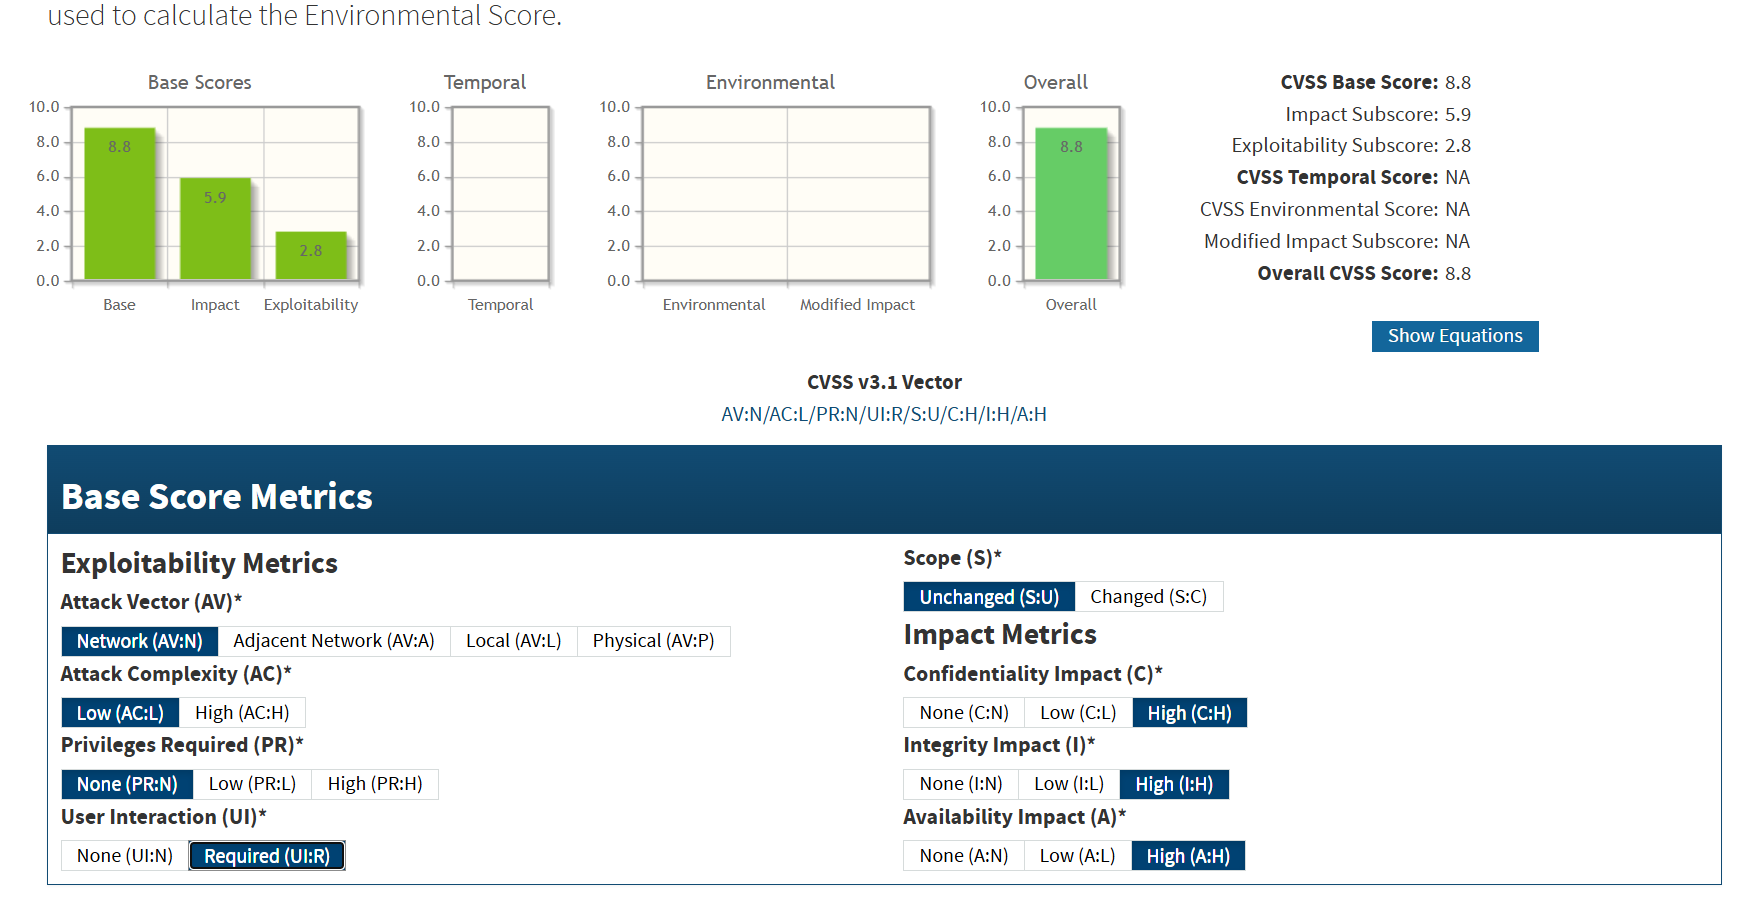 used to calculate the Environmental Score.
Base Scores
10.0
8.0
6.0
4.0
2.0
0.0
8.8
5.9
2.8
Base Impact Exploitability
Temporal
10.0
8.0
6.0
4.0
2.0
0.0
Temporal
Environmental
10.0
8.0
6.0
4.0
2.0
0.0
Environmental Modified Impact
Overall
10.0
8.0
6.0
4.0
2.0
0.0
8.8
Overall
CVSS Base Score: 8.8
Impact Subscore: 5.9
Exploitability Subscore: 2.8
CVSS Temporal Score: NA
CVSS Environmental Score: NA
Modified Impact Subscore: NA
Overall CVSS Score: 8.8
Show Equations
CVSS v3.1 Vector
AV:N/AC:L/PR:N/UI:R/S:U/C:H/I:H/A:H
Base Score Metrics
Exploitability Metrics
Attack Vector (AV)*
Network (AV:N) Adjacent Network (AV:A) Local (AV:L) Physical (AV:P)
Attack Complexity (AC)*
Low (AC:L) High (AC:H)
Privileges Required (PR)*
None (PR:N) Low (PR:L) High (PR:H)
User Interaction (UI)*
None (UI:N) Required (UI:R)
Scope (S)*
Unchanged (S:U) Changed (S:C)
Impact Metrics
Confidentiality Impact (C)*
None (C:N) Low (C:L) High (C:H)
Integrity Impact (I)*
None (I:N) Low (I:L) High (I:H)
Availability Impact (A)*
None (A:N) Low (A:L) High (A:H)